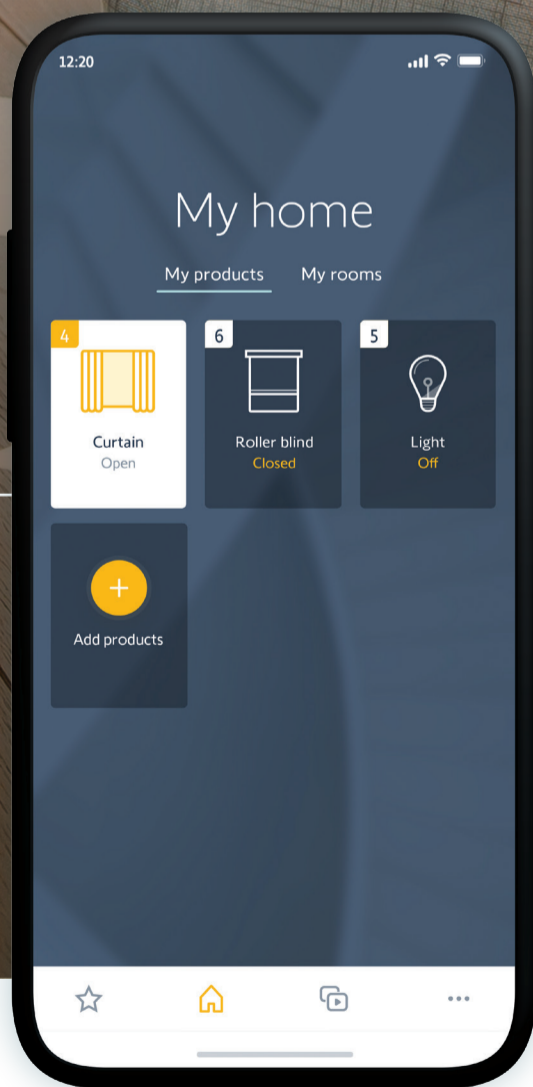 12:20
My home
My products My rooms
4 6 5
Curtain Roller blind Light
Open Closed Off
Add products